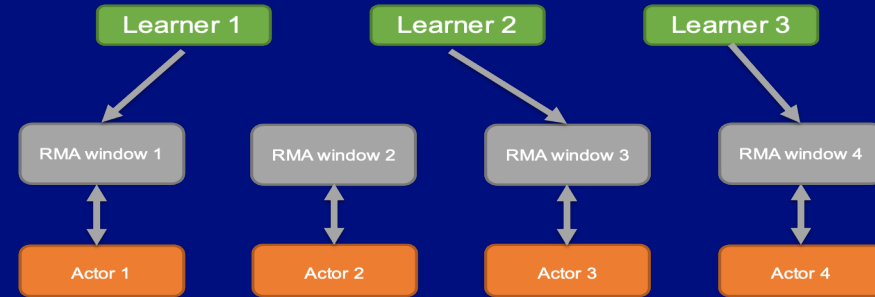 Learner 1
Learner 2
Learner 3
RMA window 1
RMA window 2
RMA window 3
RMA window 4
Actor 1
Actor 2
Actor 3
Actor 4